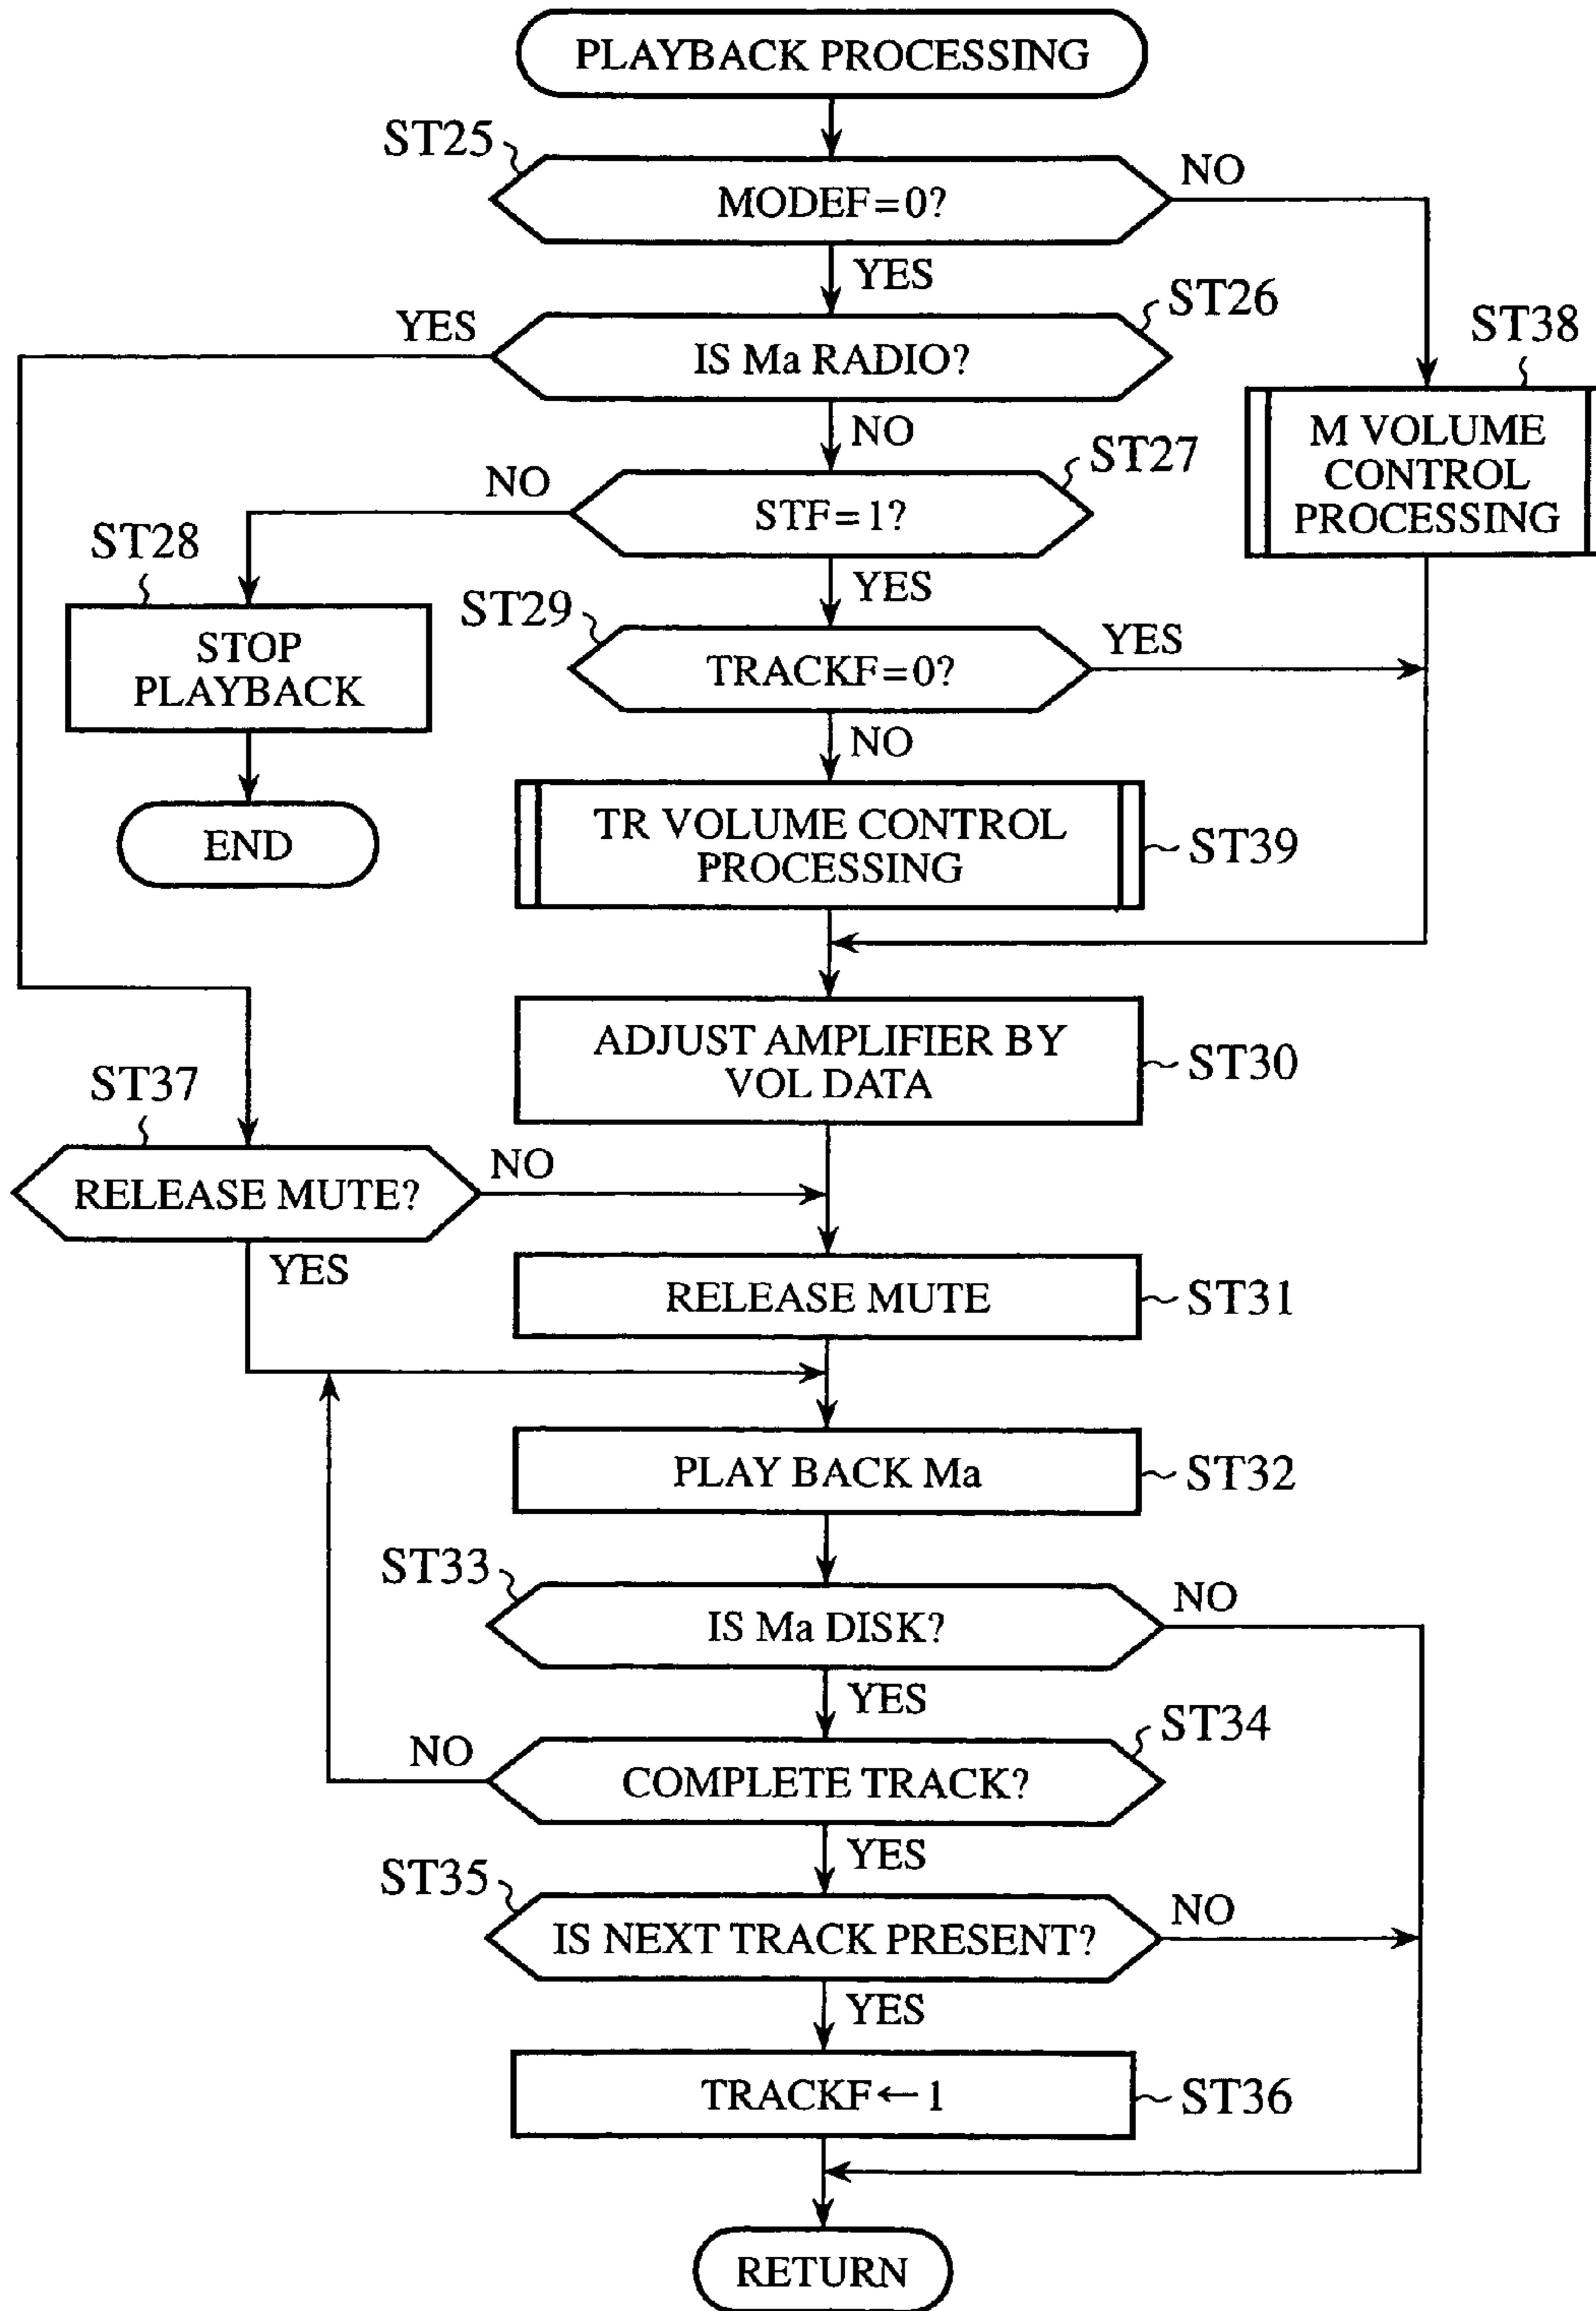 PLAYBACK PROCESSING
ST25
MODEF=0?
NO
YES
ST26
YES
IS Ma RADIO?
ST38
NO
M VOLUME
CONTROL
PROCESSING
ST27
NO
STF=1?
ST28
YES
STOP
PLAYBACK
ST29
TRACKF=0?
YES
NO
END
TR VOLUME CONTROL
PROCESSING
ST39
ADJUST AMPLIFIER BY
VOL DATA
ST30
ST37
RELEASE MUTE?
NO
YES
RELEASE MUTE
ST31
PLAY BACK Ma
ST32
ST33
IS Ma DISK?
NO
YES
ST34
NO
COMPLETE TRACK?
YES
ST35
IS NEXT TRACK PRESENT?
NO
YES
TRACKF←1
ST36
RETURN